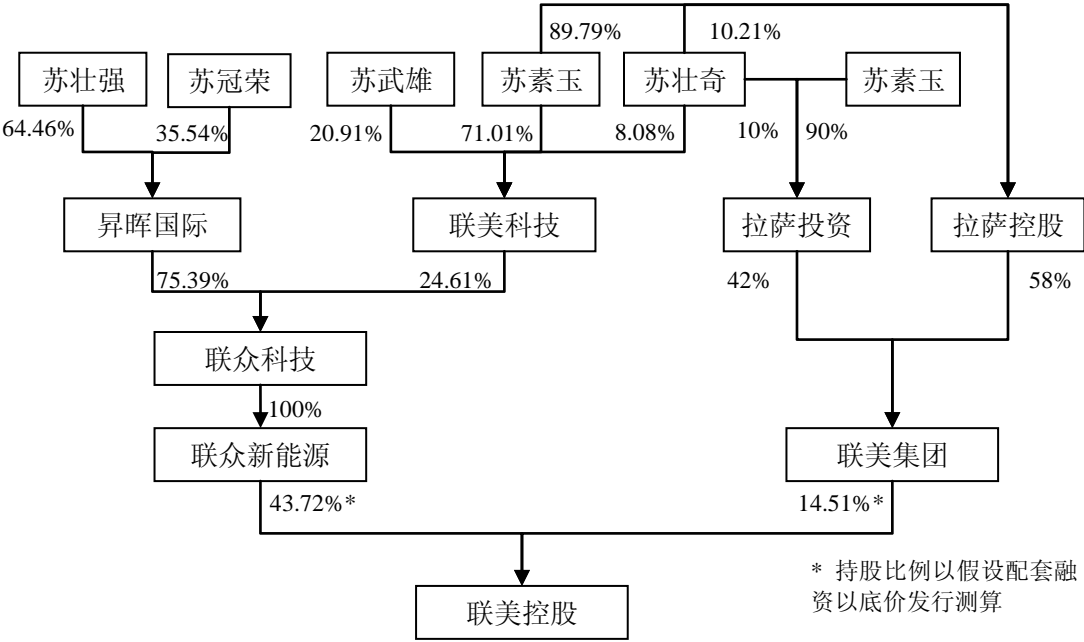 89.79% 10.21%
苏壮强 苏冠荣 苏武雄 苏素玉 苏壮奇 苏素玉
64.46% 35.54% 20.91% 71.01% 8.08% 10% 90%
昇晖国际 联美科技 拉萨投资 拉萨控股
75.39% 24.61% 42% 58%
联众科技
100%
联众新能源 联美集团
43.72%* 14.51%*
* 持股比例以假设配套融
资以底价发行测算
联美控股